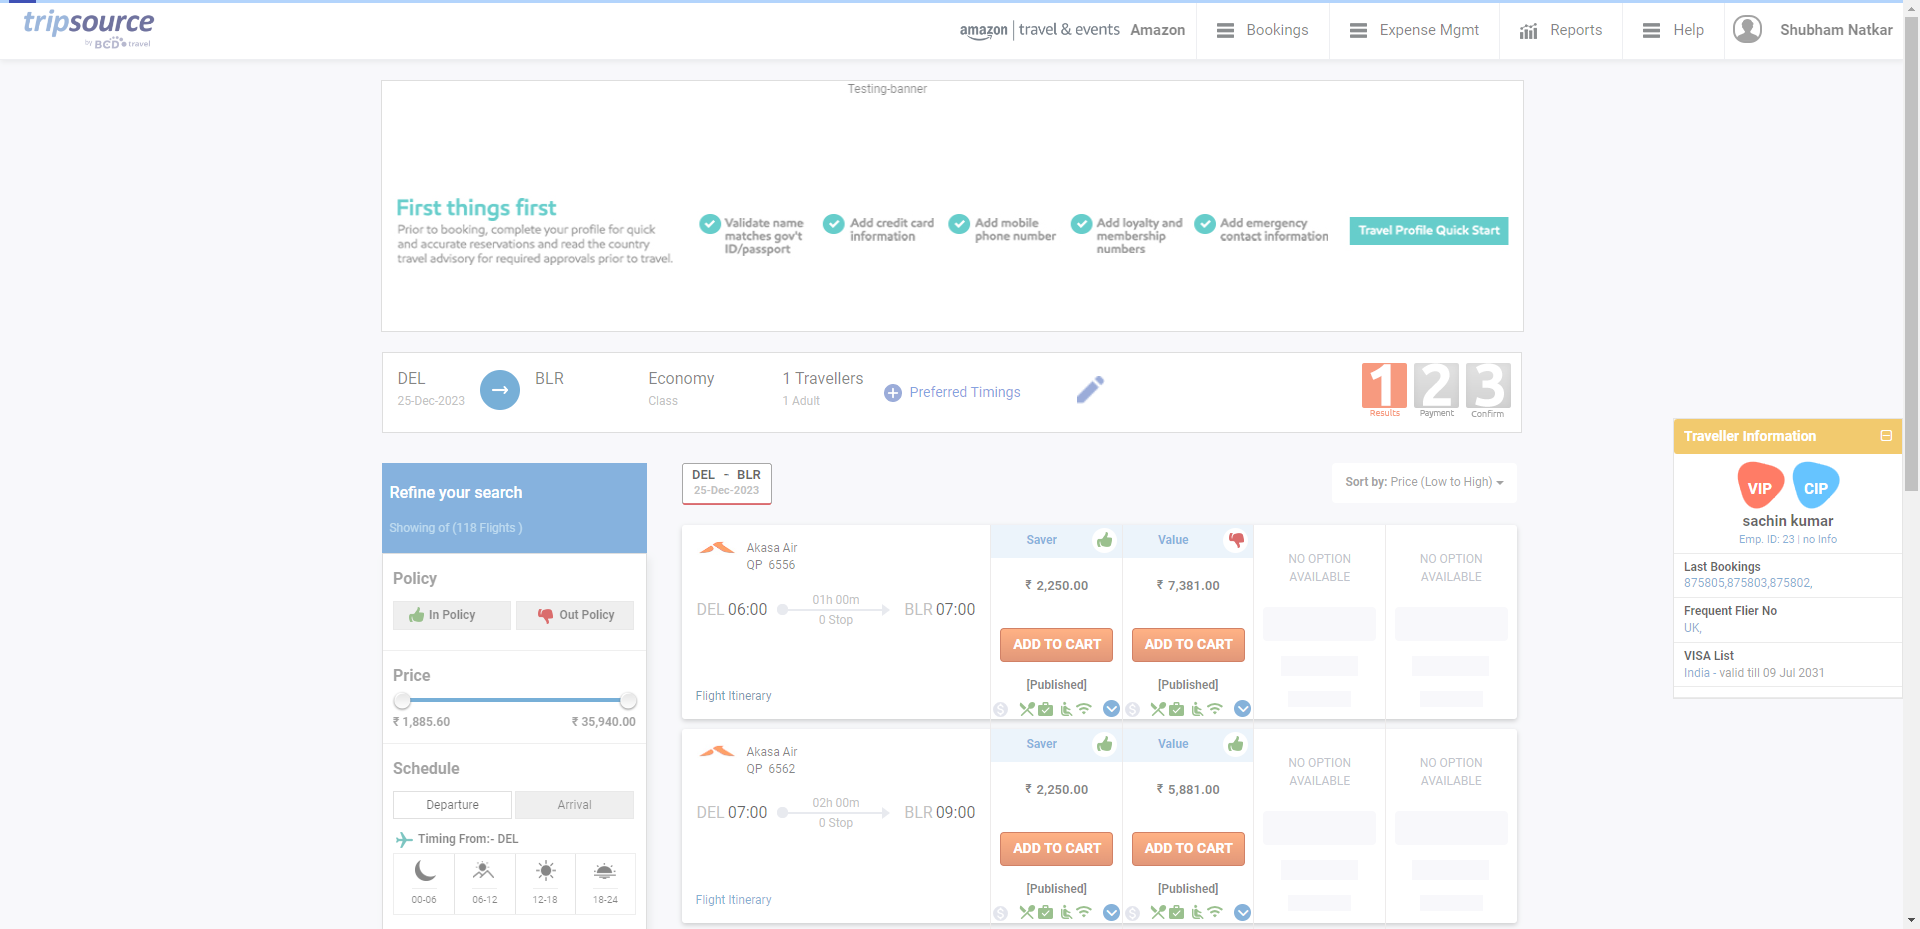 tripsource
by BCD travel
amazon | travel & events Amazon
Bookings
Expense Mgmt
Reports
Help
Shubham Natkar
Testing-banner
First things first
Prior to booking, complete your profile for quick
and accurate reservations and read the country
travel advisory for required approvals prior to travel.
Validate name
matches gov't
ID/passport
Add credit card
information
Add mobile
phone number
Add loyalty and
membership
numbers
Add emergency
contact information
Travel Profile Quick Start
DEL
25-Dec-2023
BLR
Economy
Class
1 Travellers
1 Adult
Preferred Timings
1 2 3
Results Payment Confirm
Traveller Information
VIP CIP
sachin kumar
Emp. ID: 23 | no Info
Last Bookings
875805,875803,875802,
Frequent Flier No
UK,
VISA List
India - valid till 09 Jul 2031
Refine your search
Showing of (118 Flights )
Policy
In Policy
Out Policy
Price
₹ 1,885.60
₹ 35,940.00
Schedule
Departure
Arrival
Timing From:- DEL
00-06
06-12
12-18
18-24
DEL - BLR
25-Dec-2023
Sort by: Price (Low to High)
Akasa Air
QP 6556
DEL 06:00
01h 00m
0 Stop
BLR 07:00
Flight Itinerary
Saver
₹ 2,250.00
ADD TO CART
[Published]
Value
₹ 7,381.00
ADD TO CART
[Published]
NO OPTION
AVAILABLE
NO OPTION
AVAILABLE
Akasa Air
QP 6562
DEL 07:00
02h 00m
0 Stop
BLR 09:00
Flight Itinerary
Saver
₹ 2,250.00
ADD TO CART
[Published]
Value
₹ 5,881.00
ADD TO CART
[Published]
NO OPTION
AVAILABLE
NO OPTION
AVAILABLE